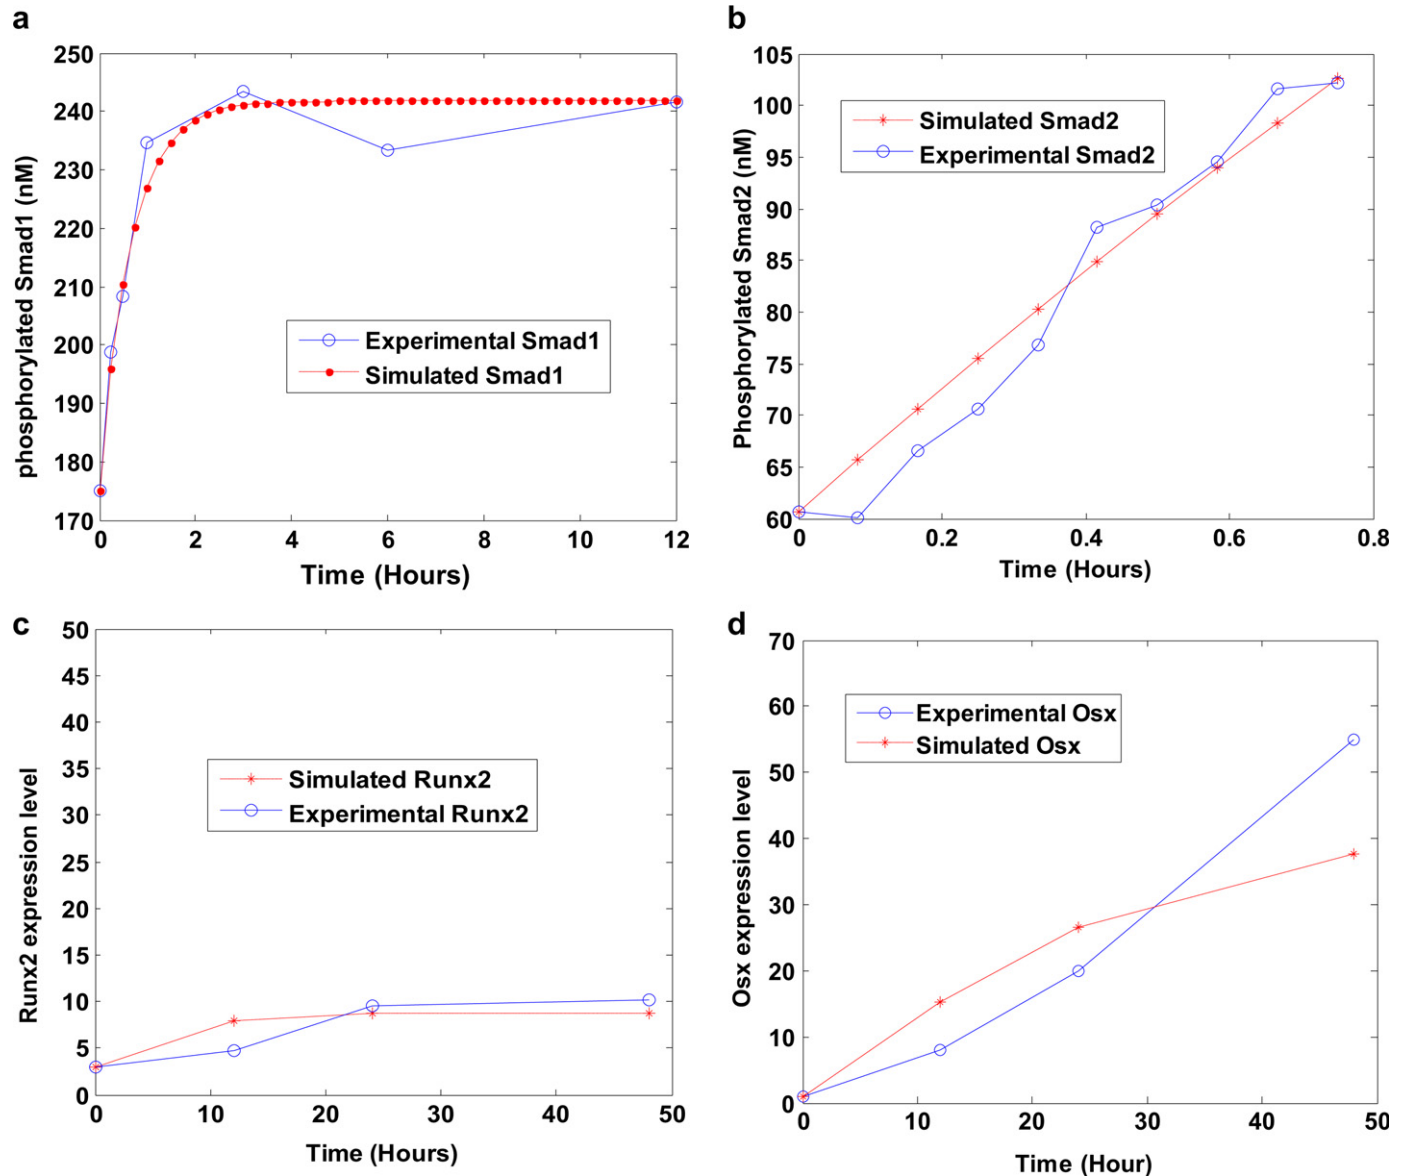 a
250
240
230
220
210
200
190
180
170
phosphorylated Smad1 (nM)
Experimental Smad1
Simulated Smad1
0 2 4 6 8 10 12
Time (Hours)
b
105
100
95
90
85
80
75
70
65
60
Phosphorylated Smad2 (nM)
Simulated Smad2
Experimental Smad2
0 0.2 0.4 0.6 0.8
Time (Hours)
c
50
45
40
35
30
25
20
15
10
5
0
Runx2 expression level
Simulated Runx2
Experimental Runx2
0 10 20 30 40 50
Time (Hours)
d
70
60
50
40
30
20
10
0
Osx expression level
Experimental Osx
Simulated Osx
0 10 20 30 40 50
Time (Hour)